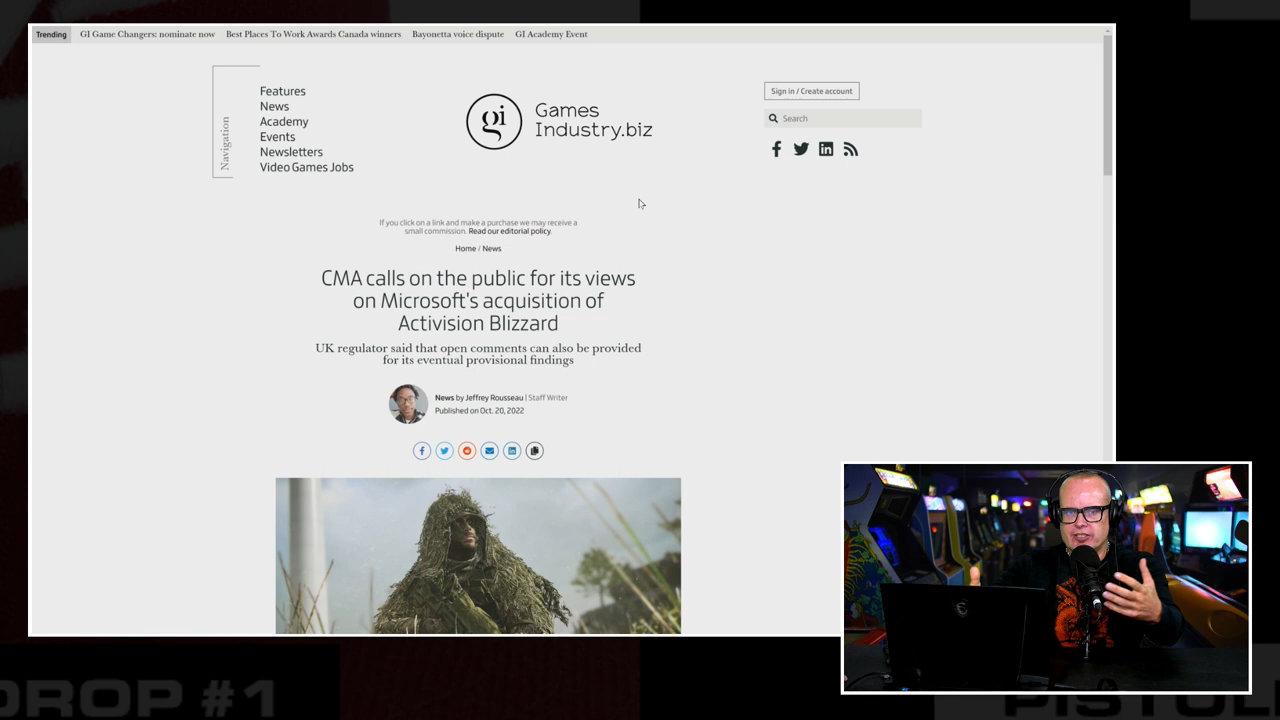 Trending GI Game Changers: nominate now Best Places To Work Awards Canada winners Bayonetta voice dispute GI Academy Event
Navigation
Features
News
Academy
Events
Newsletters
Video Games Jobs
gi Games
Industry.biz
Sign in / Create account
Search
If you click on a link and make a purchase we may receive a
small commission. Read our editorial policy.
Home / News
CMA calls on the public for its views
on Microsoft's acquisition of
Activision Blizzard
UK regulator said that open comments can also be provided
for its eventual provisional findings
News by Jeffrey Rousseau | Staff Writer
Published on Oct. 20, 2022
DROP #1